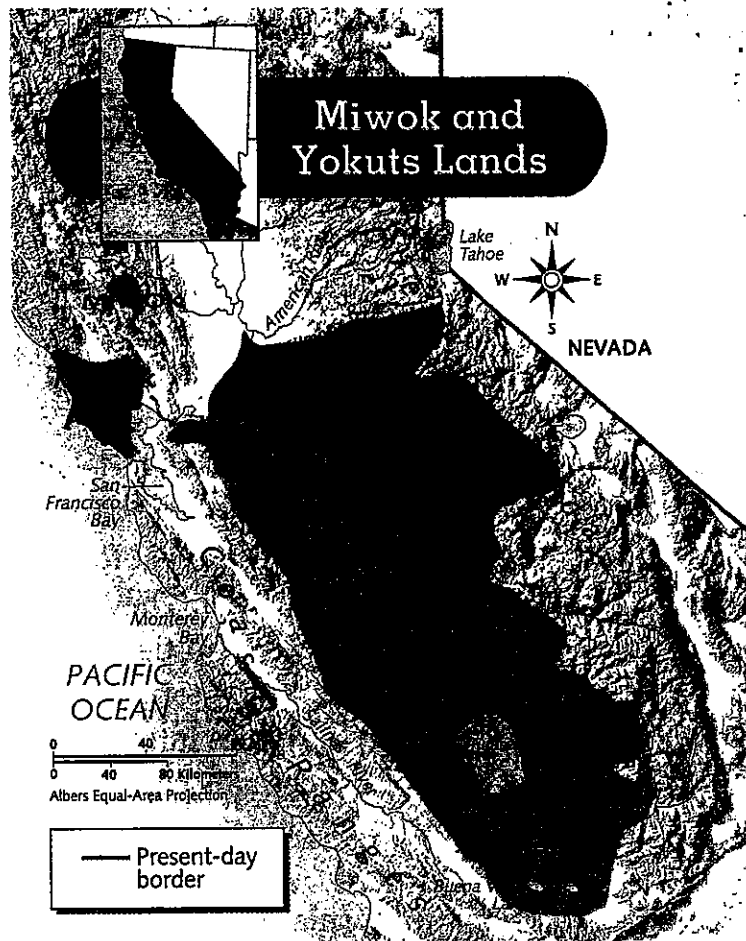 Miwok and
Yokuts Lands
Lake
Tahoe
N
W
E
S
American
NEVADA
San
Francisco
Bay
Monterey
Coast
PACIFIC
OCEAN
0
40
0
40
80 Kilometers
Albers Equal-Area Projection
Buena
Present-day
border